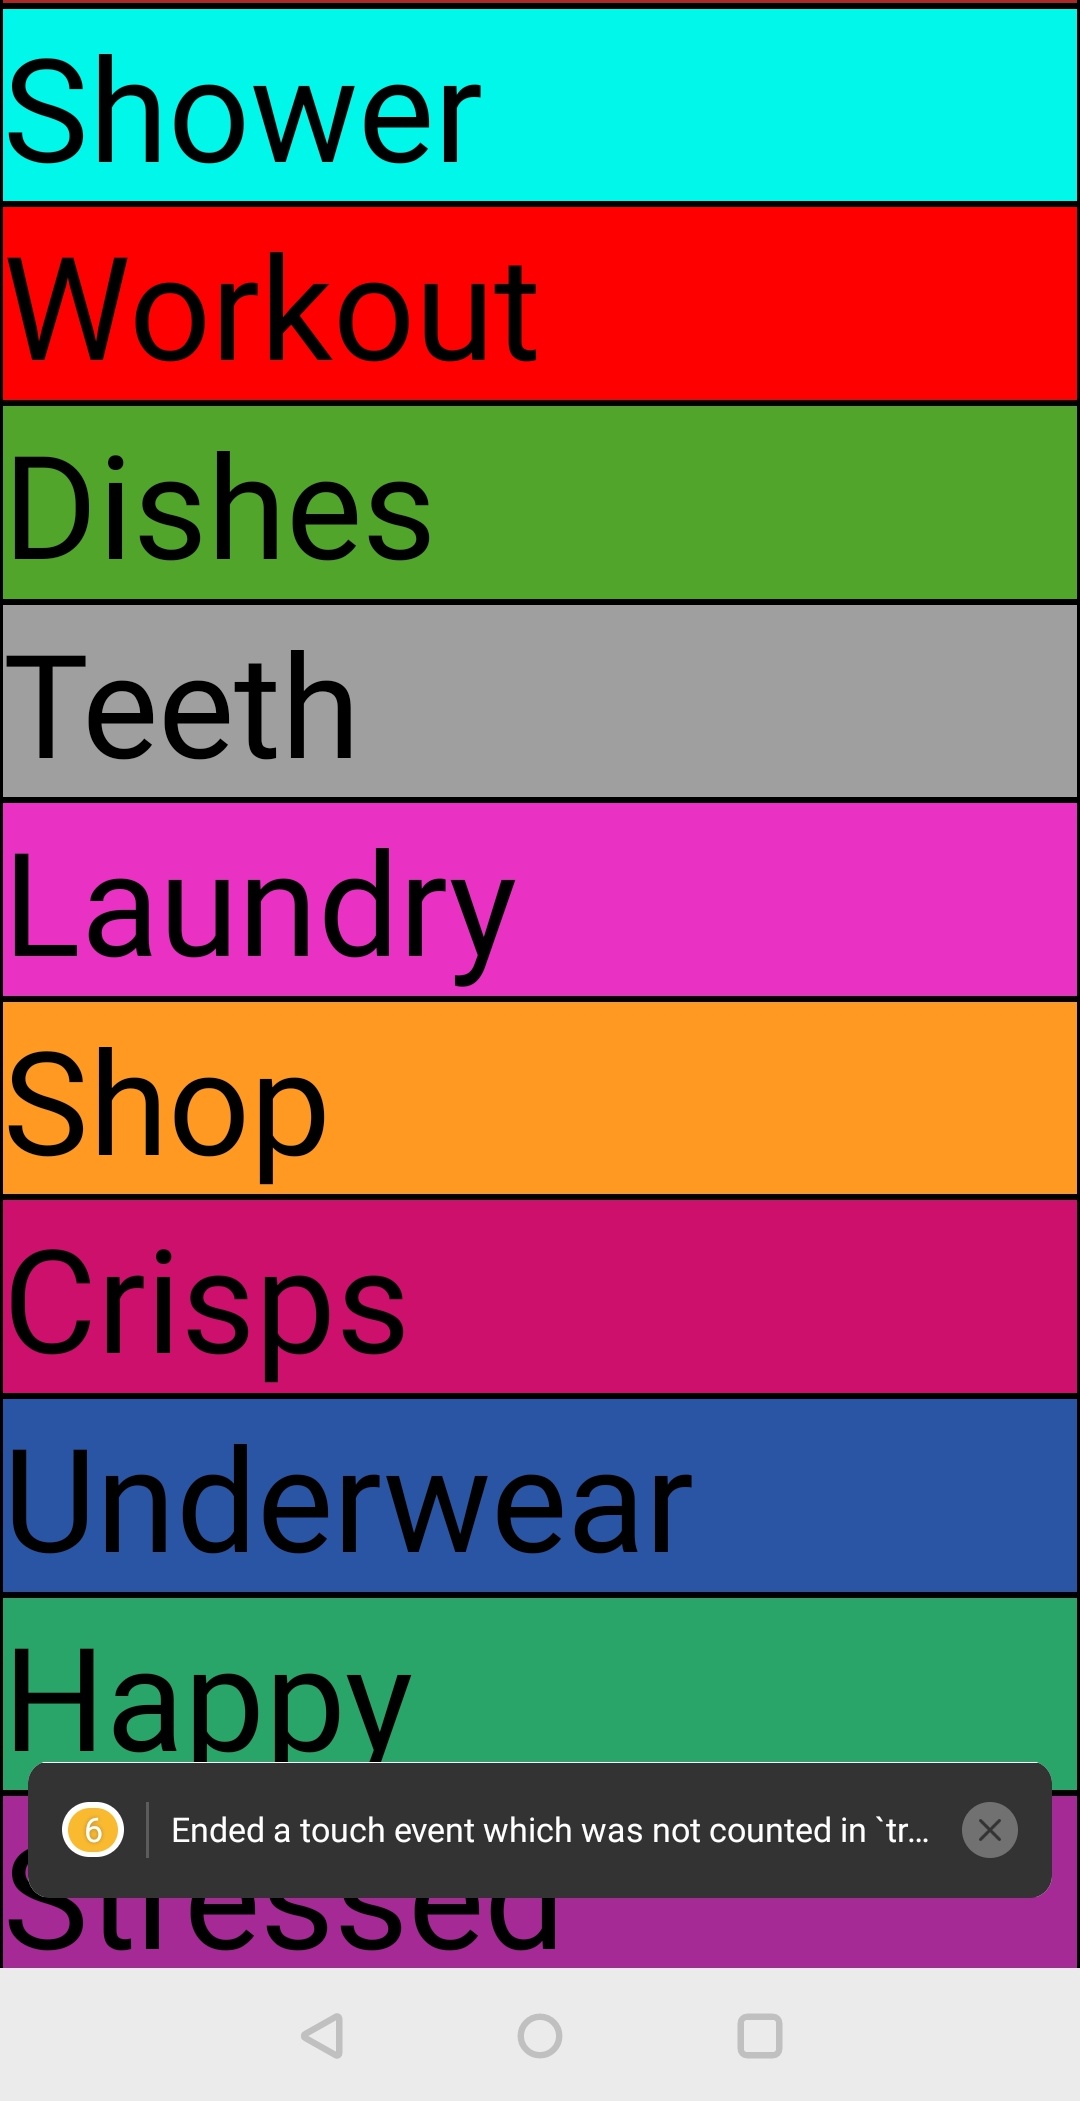 Shower
Workout
Dishes
Teeth
Laundry
Shop
Crisps
Underwear
Happy
6
Ended a touch event which was not counted in `tr...
Stressed